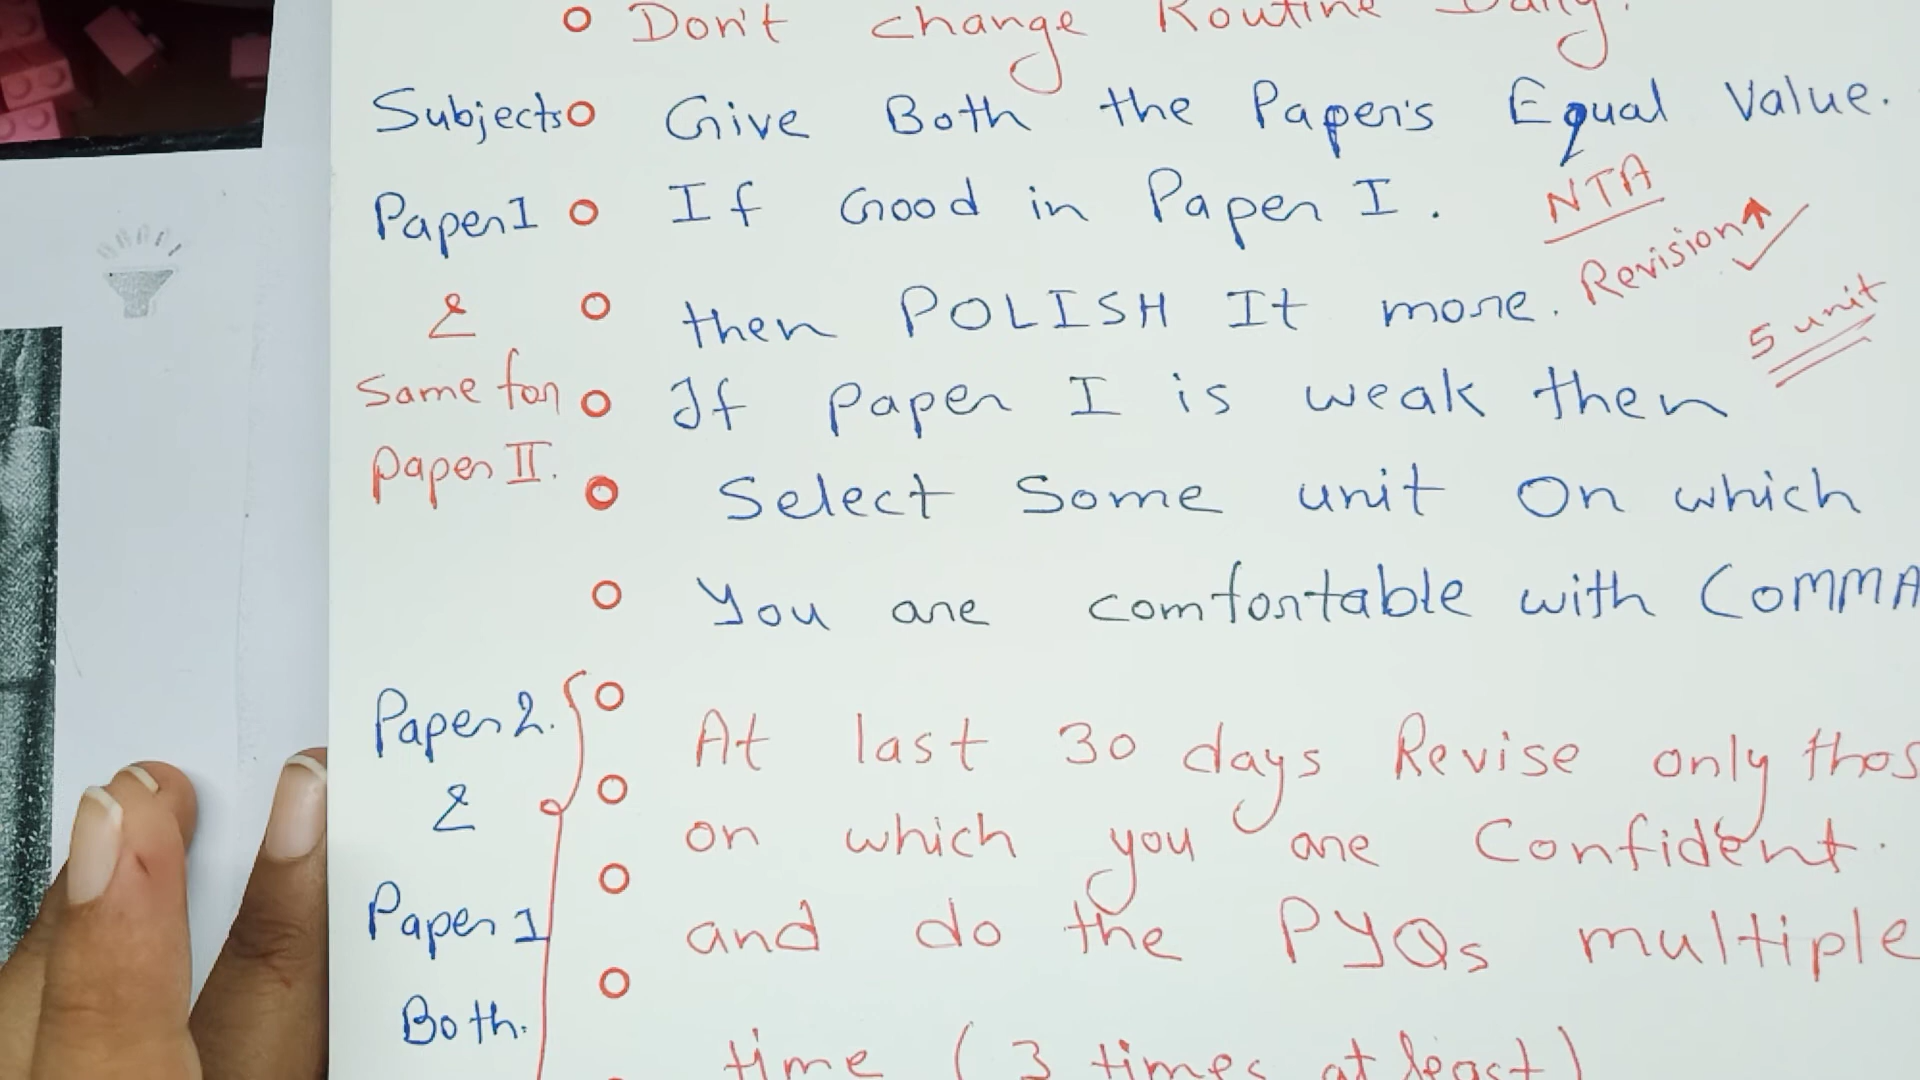 Don't change Routine Daily.
Subjects Give Both the Paper's Equal Value.
Paper 1 If Good in Paper I.
NTA
Revision
& then POLISH It more.
5 unit
Same for If Paper I is weak then
Paper II. Select Some unit On which
You are comfortable with COMMA
Paper 2. At last 30 days Revise only thos
& on which you are Confident.
Paper 1 and do the PYQs multiple
Both. time (3 times at least)